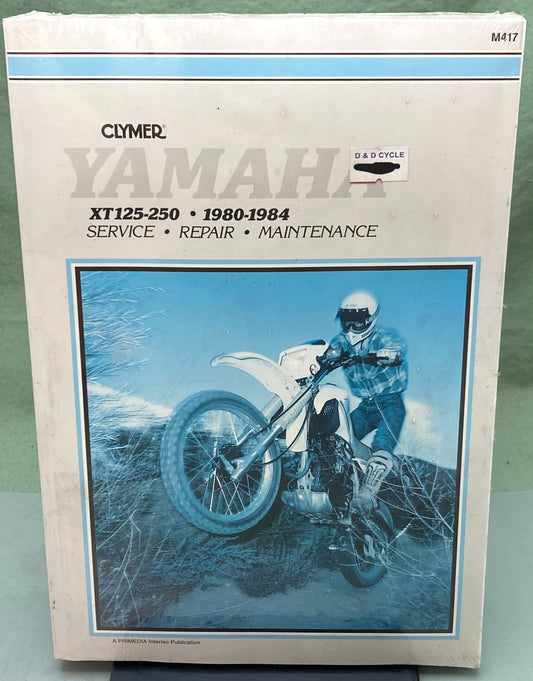 M417
CLYMER®
YAMAHA
D & D CYCLE
XT125-250 • 1980-1984
SERVICE • REPAIR • MAINTENANCE
A PRIMEDIA Intertec Publication